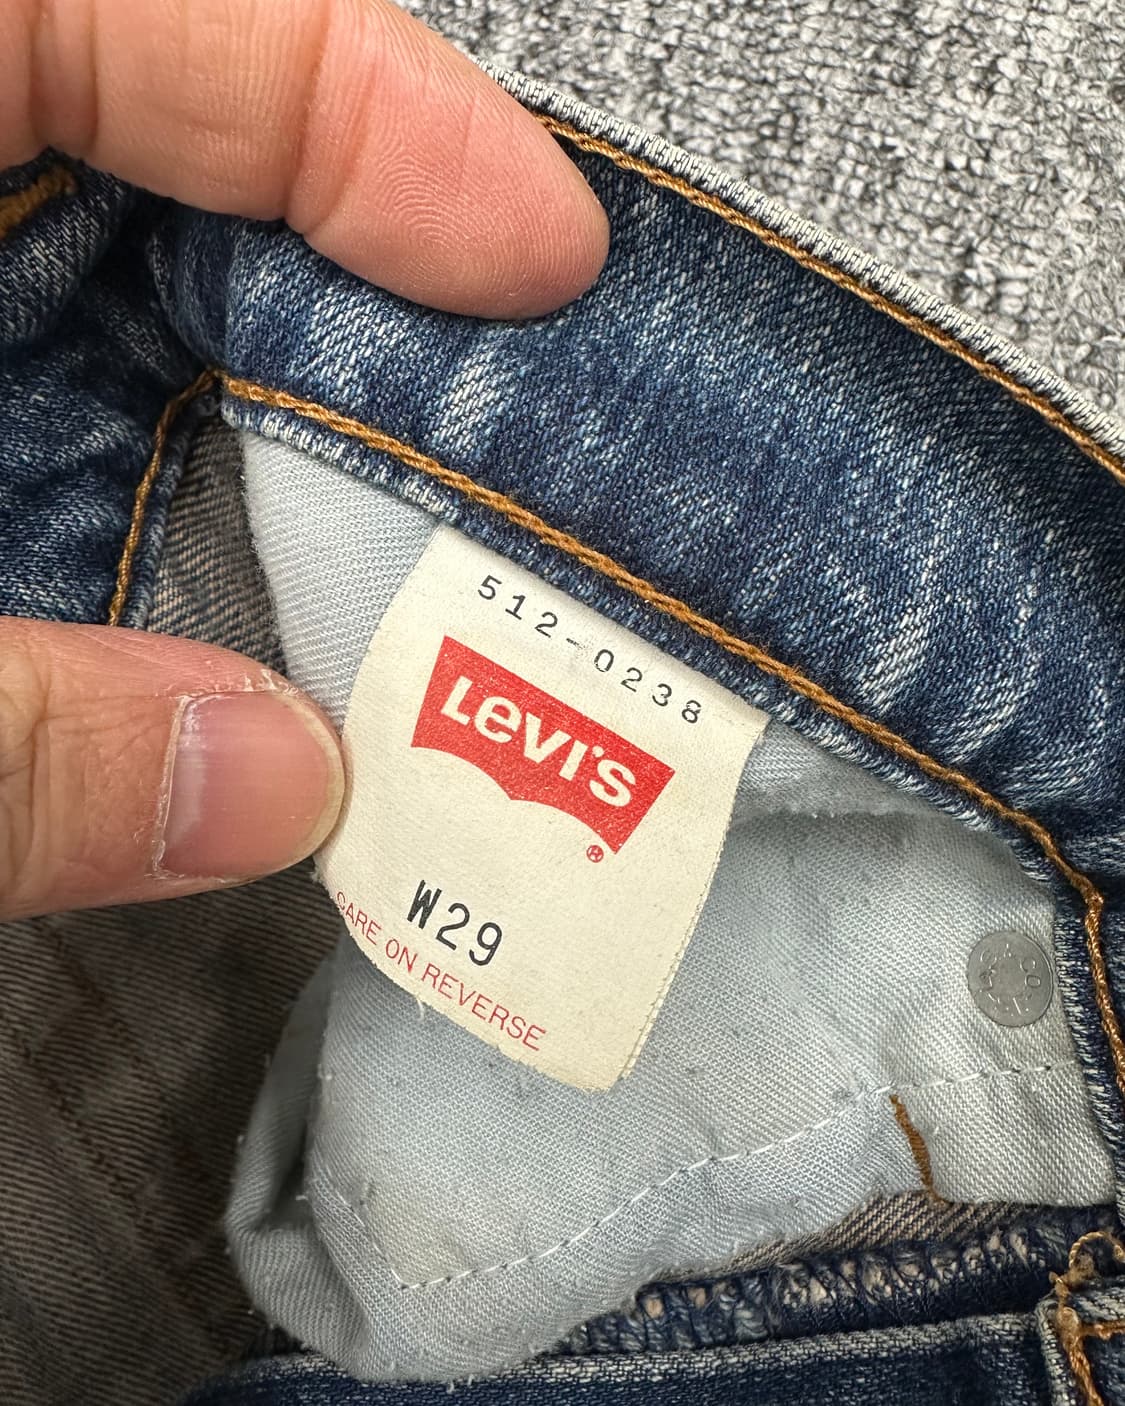 512-0238
Levi's
®
W29
CARE ON REVERSE